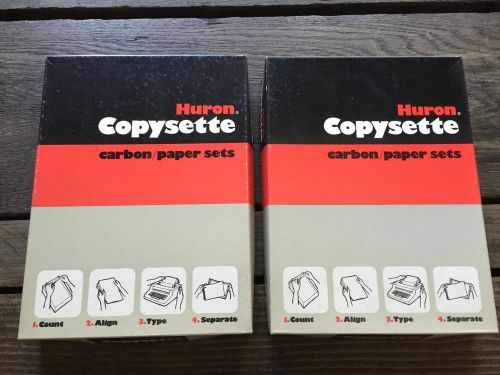 Huron.
Copysette
carbon/paper sets
1. Count 2. Align 3. Type 4. Separate
Huron.
Copysette
carbon/paper sets
1. Count 2. Align 3. Type 4. Separate